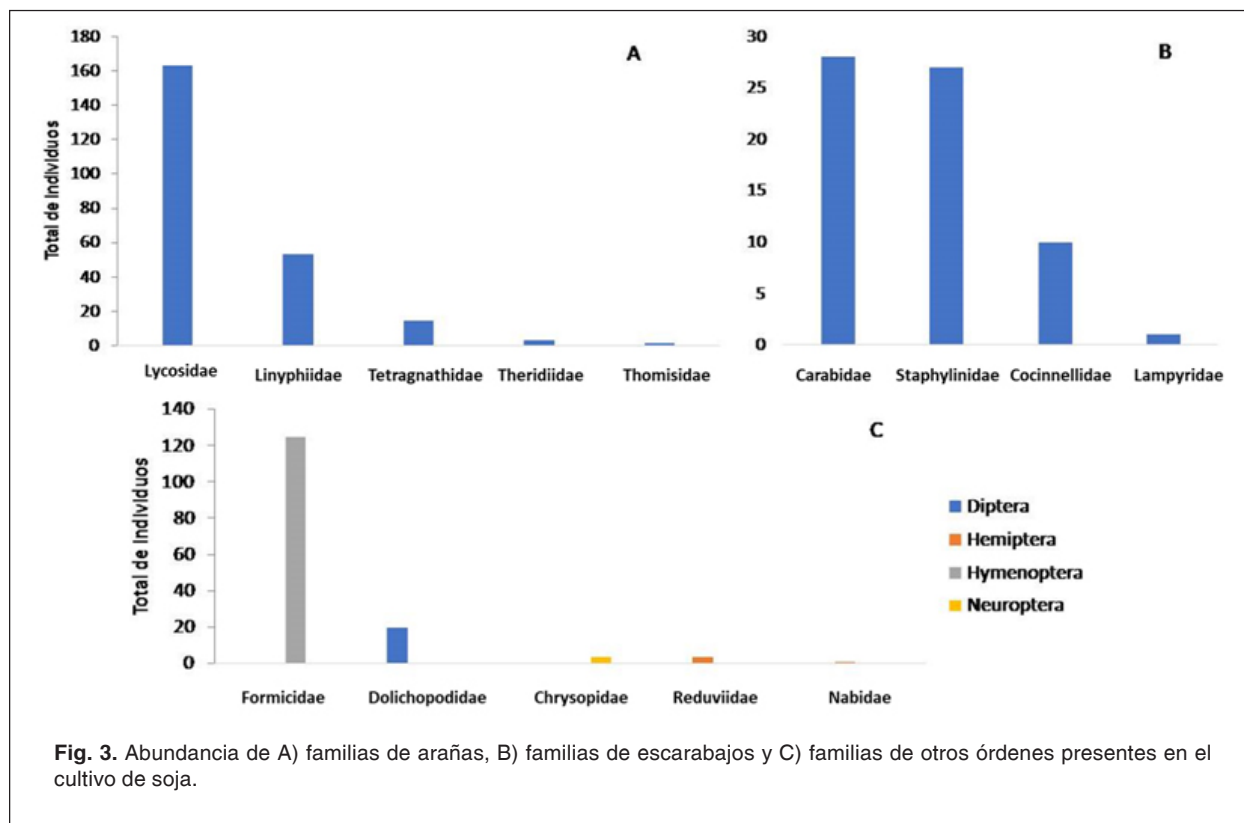 A
Total de Individuos
180
160
140
120
100
80
60
40
20
0
Lycosidae Linyphiidae Tetragnathidae Theridiidae Thomisidae
B
30
25
20
15
10
5
0
Carabidae Staphylinidae Cocinnellidae Lampyridae
C
Total de Individuos
140
120
100
80
60
40
20
0
Formicidae Dolichopodidae Chrysopidae Reduviidae Nabidae
Diptera
Hemiptera
Hymenoptera
Neuroptera
Fig. 3. Abundancia de A) familias de arañas, B) familias de escarabajos y C) familias de otros órdenes presentes en el
cultivo de soja.